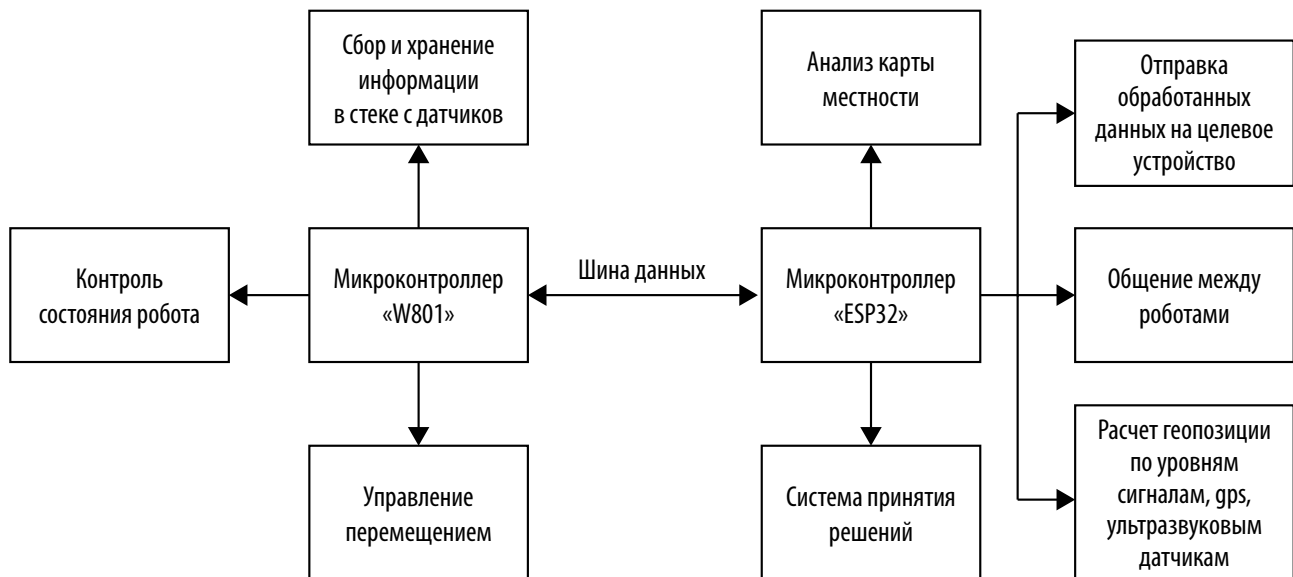 Сбор и хранение
информации
в стеке с датчиков
Анализ карты
местности
Отправка
обработанных
данных на целевое
устройство
Контроль
состояния робота
Микроконтроллер
«W801»
Шина данных
Микроконтроллер
«ESP32»
Общение между
роботами
Управление
перемещением
Система принятия
решений
Расчет геопозиции
по уровням
сигналам, gps,
ультразвуковым
датчикам